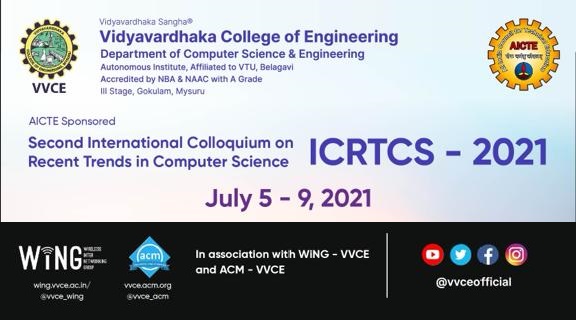 Vidyavardhaka Sangha®
Vidyavardhaka College of Engineering
Department of Computer Science & Engineering
Autonomous Institute, Affiliated to VTU, Belagavi
Accredited by NBA & NAAC with A Grade
III Stage, Gokulam, Mysuru
VVCE
AICTE
AICTE Sponsored
Second International Colloquium on
Recent Trends in Computer Science
ICRTCS - 2021
July 5 - 9, 2021
WiNG
WIRELESS
INTER
NETWORKING
GROUP
wing.vvce.ac.in/
@vvce_wing
acm
vvce.acm.org
@vvce_acm
In association with WiNG - VVCE
and ACM - VVCE
@vvceofficial